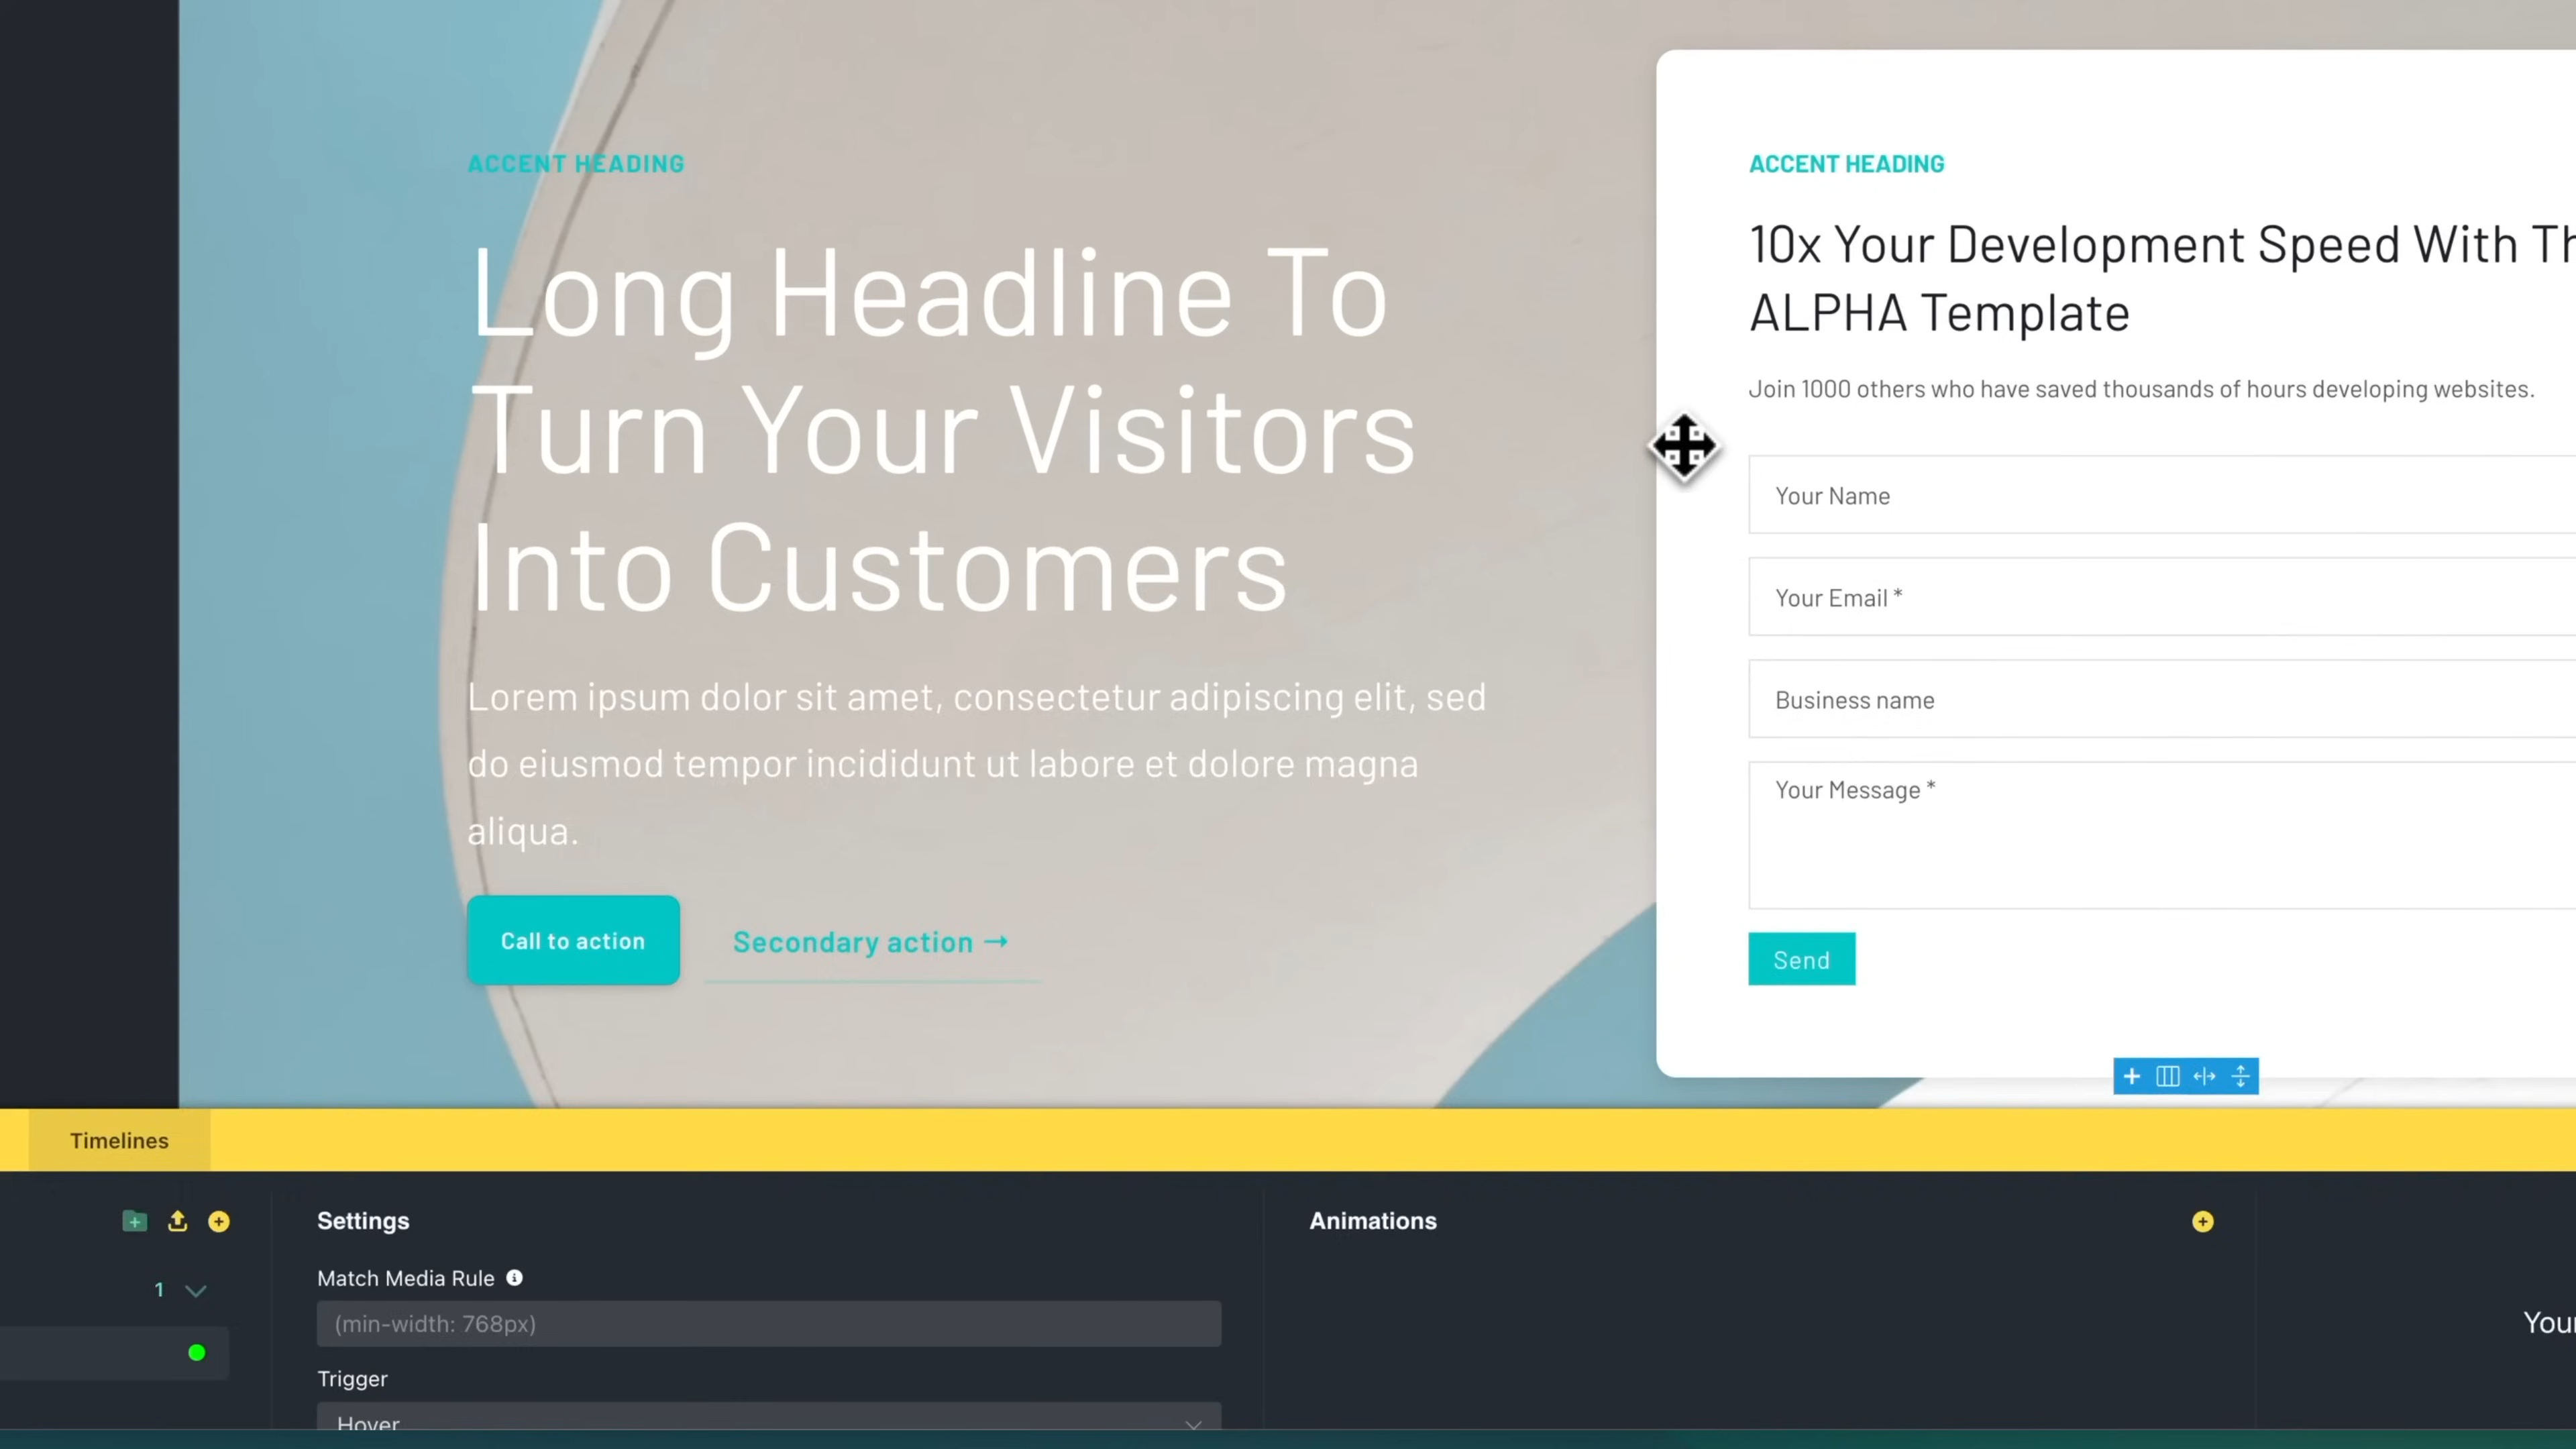 ACCENT HEADING
Long Headline To
Turn Your Visitors
Into Customers
Lorem ipsum dolor sit amet, consectetur adipiscing elit, sed
do eiusmod tempor incididunt ut labore et dolore magna
aliqua.
Call to action
Secondary action →
ACCENT HEADING
10x Your Development Speed With Th
ALPHA Template
Join 1000 others who have saved thousands of hours developing websites.
Your Name
Your Email *
Business name
Your Message *
Send
Timelines
1
Settings
Match Media Rule
(min-width: 768px)
Trigger
Hover
Animations
Your